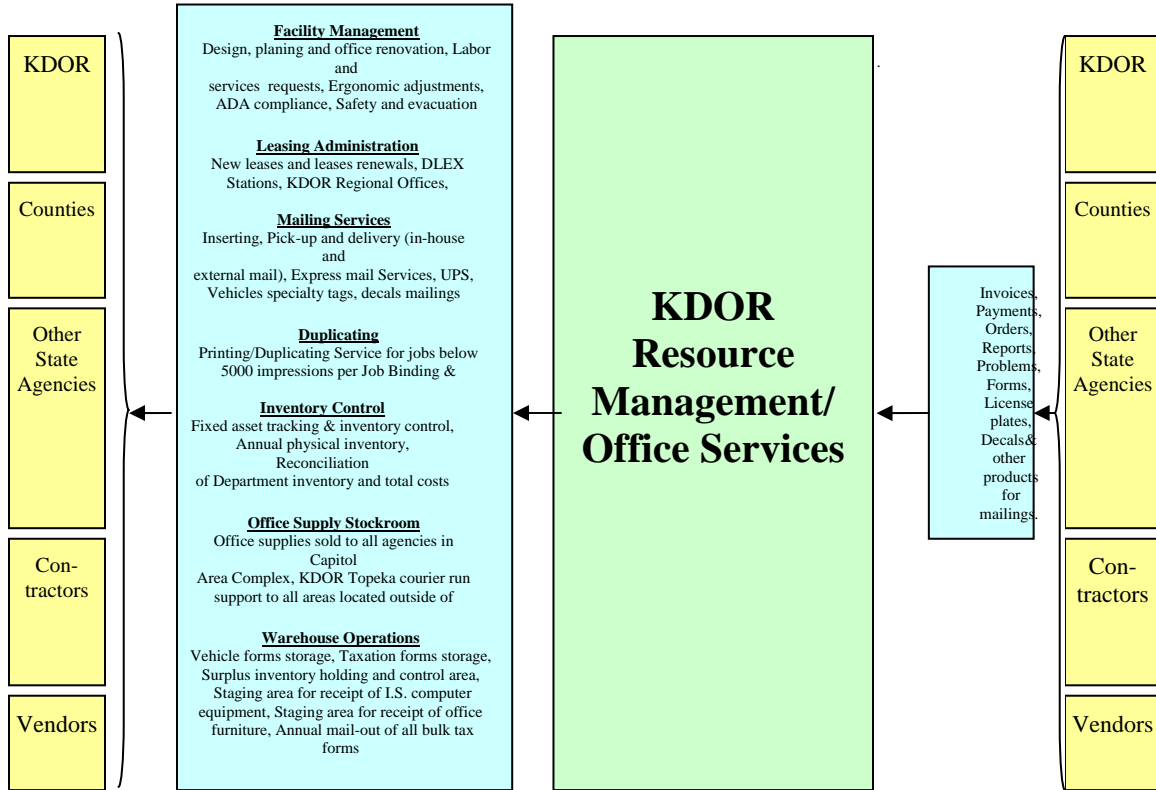 KDOR
Counties
Other
State
Agencies
Con-
tractors
Vendors
Facility Management
Design, planing and office renovation, Labor
and
services requests, Ergonomic adjustments,
ADA compliance, Safety and evacuation
Leasing Administration
New leases and leases renewals, DLEX
Stations, KDOR Regional Offices,
Mailing Services
Inserting, Pick-up and delivery (in-house
and
external mail), Express mail Services, UPS,
Vehicles specialty tags, decals mailings
Duplicating
Printing/Duplicating Service for jobs below
5000 impressions per Job Binding &
Inventory Control
Fixed asset tracking & inventory control,
Annual physical inventory,
Reconciliation
of Department inventory and total costs
Office Supply Stockroom
Office supplies sold to all agencies in
Capitol
Area Complex, KDOR Topeka courier run
support to all areas located outside of
Warehouse Operations
Vehicle forms storage, Taxation forms storage,
Surplus inventory holding and control area,
Staging area for receipt of I.S. computer
equipment, Staging area for receipt of office
furniture, Annual mail-out of all bulk tax
forms
KDOR
Resource
Management/
Office Services
.
Invoices,
Payments,
Orders,
Reports,
Problems,
Forms,
License
plates,
Decals&
other
products
for
mailings.
KDOR
Counties
Other
State
Agencies
Con-
tractors
Vendors